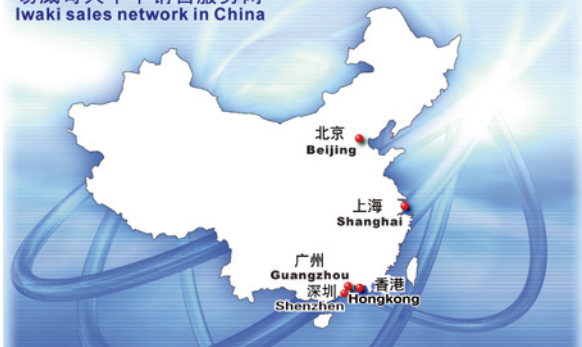 Iwaki sales network in China
北京
Beijing
上海
Shanghai
广州
Guangzhou
深圳
Shenzhen
香港
Hongkong